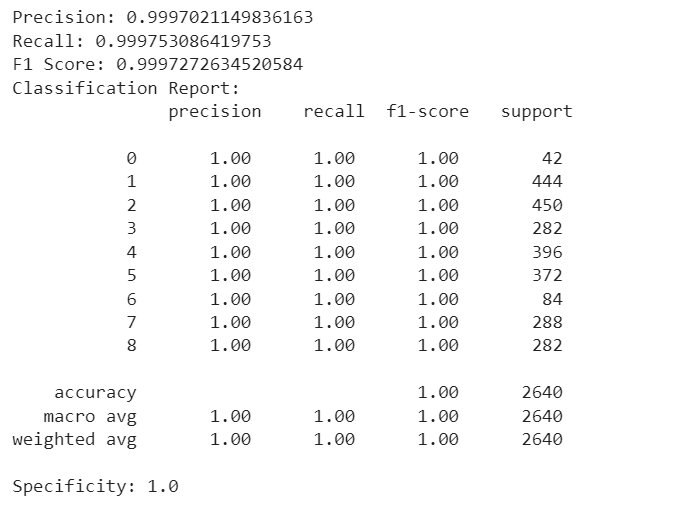 Precision: 0.9997021149836163
Recall: 0.999753086419753
F1 Score: 0.9997272634520584
Classification Report:
precision recall f1-score support
0 1.00 1.00 1.00 42
1 1.00 1.00 1.00 444
2 1.00 1.00 1.00 450
3 1.00 1.00 1.00 282
4 1.00 1.00 1.00 396
5 1.00 1.00 1.00 372
6 1.00 1.00 1.00 84
7 1.00 1.00 1.00 288
8 1.00 1.00 1.00 282
accuracy 1.00 2640
macro avg 1.00 1.00 1.00 2640
weighted avg 1.00 1.00 1.00 2640
Specificity: 1.0